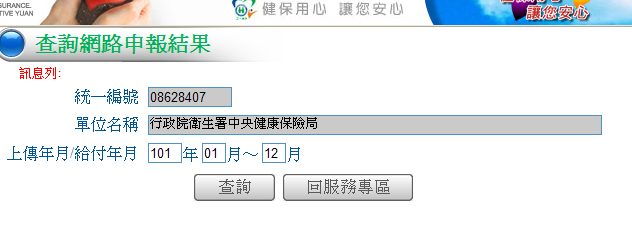 SURANCE.
TIVE YUAN
健保用心 讓您安心
讓您安心
查詢網路申報結果
訊息列:
統一編號 08628407
單位名稱 行政院衛生署中央健康保險局
上傳年月/給付年月 101 年 01 月～ 12 月
查詢 回服務專區